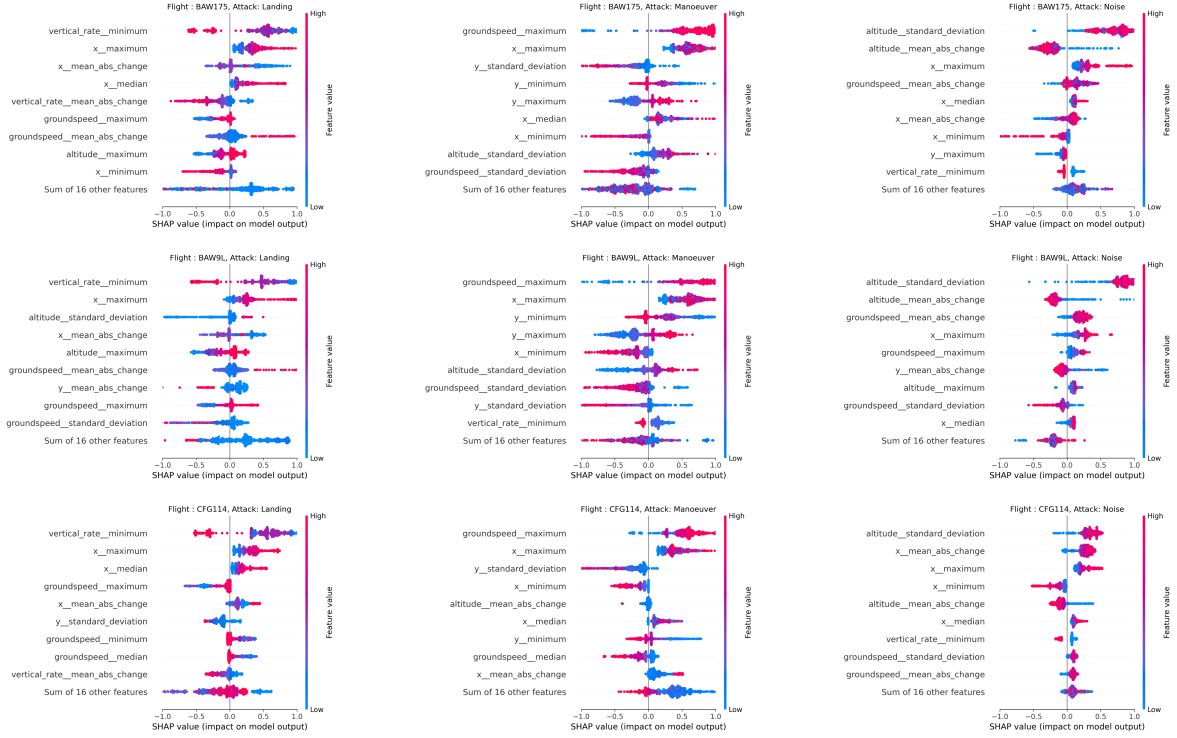 Flight : BAW175, Attack: Landing
High
vertical_rate__minimum
x__maximum
x__mean_abs_change
x__median
vertical_rate__mean_abs_change
groundspeed__maximum
groundspeed__mean_abs_change
altitude__maximum
x__minimum
Sum of 16 other features
Feature value
Low
−1.0 −0.5 0.0 0.5 1.0
SHAP value (impact on model output)
Flight : BAW175, Attack: Manoeuver
High
groundspeed__maximum
x__maximum
y__standard_deviation
y__minimum
y__maximum
x__median
x__minimum
altitude__standard_deviation
groundspeed__standard_deviation
Sum of 16 other features
Feature value
Low
−1.0 −0.5 0.0 0.5 1.0
SHAP value (impact on model output)
Flight : BAW175, Attack: Noise
High
altitude__standard_deviation
altitude__mean_abs_change
x__maximum
groundspeed__mean_abs_change
x__median
x__mean_abs_change
x__minimum
y__maximum
vertical_rate__minimum
Sum of 16 other features
Feature value
Low
−1.0 −0.5 0.0 0.5 1.0
SHAP value (impact on model output)
Flight : BAW9L, Attack: Landing
High
vertical_rate__minimum
x__maximum
altitude__standard_deviation
x__mean_abs_change
altitude__maximum
groundspeed__mean_abs_change
y__mean_abs_change
groundspeed__maximum
groundspeed__standard_deviation
Sum of 16 other features
Feature value
Low
−1.0 −0.5 0.0 0.5 1.0
SHAP value (impact on model output)
Flight : BAW9L, Attack: Manoeuver
High
groundspeed__maximum
x__maximum
y__minimum
y__maximum
x__minimum
altitude__standard_deviation
groundspeed__standard_deviation
y__standard_deviation
vertical_rate__minimum
Sum of 16 other features
Feature value
Low
−1.0 −0.5 0.0 0.5 1.0
SHAP value (impact on model output)
Flight : BAW9L, Attack: Noise
High
altitude__standard_deviation
altitude__mean_abs_change
groundspeed__mean_abs_change
x__maximum
groundspeed__maximum
y__mean_abs_change
altitude__maximum
groundspeed__standard_deviation
x__median
Sum of 16 other features
Feature value
Low
−1.0 −0.5 0.0 0.5 1.0
SHAP value (impact on model output)
Flight : CFG114, Attack: Landing
High
vertical_rate__minimum
x__maximum
x__median
groundspeed__maximum
x__mean_abs_change
y__standard_deviation
groundspeed__minimum
groundspeed__median
vertical_rate__mean_abs_change
Sum of 16 other features
Feature value
Low
−1.0 −0.5 0.0 0.5 1.0
SHAP value (impact on model output)
Flight : CFG114, Attack: Manoeuver
High
groundspeed__maximum
x__maximum
y__standard_deviation
x__minimum
altitude__mean_abs_change
x__median
y__minimum
groundspeed__median
x__mean_abs_change
Sum of 16 other features
Feature value
Low
−1.0 −0.5 0.0 0.5 1.0
SHAP value (impact on model output)
Flight : CFG114, Attack: Noise
High
altitude__standard_deviation
x__mean_abs_change
x__maximum
x__minimum
altitude__mean_abs_change
x__median
vertical_rate__minimum
groundspeed__standard_deviation
groundspeed__mean_abs_change
Sum of 16 other features
Feature value
Low
−1.0 −0.5 0.0 0.5 1.0
SHAP value (impact on model output)